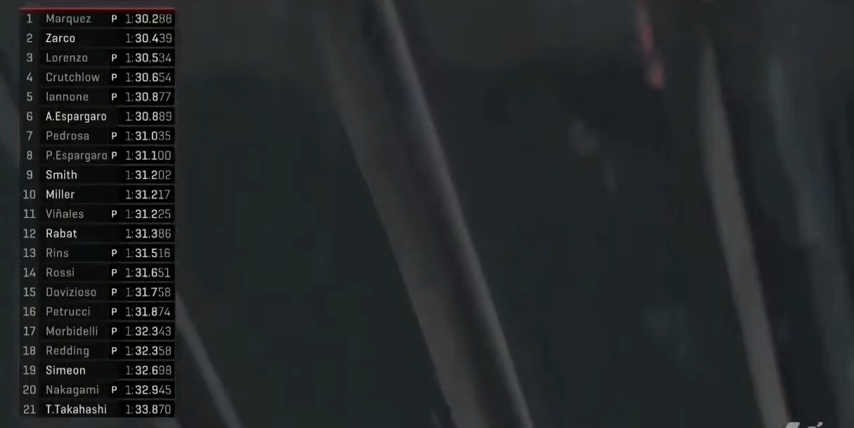 1 Marquez P 1:30.288
2 Zarco 1:30.439
3 Lorenzo P 1:30.534
4 Crutchlow P 1:30.654
5 Iannone P 1:30.877
6 A.Espargaro 1:30.889
7 Pedrosa P 1:31.035
8 P.Espargaro P 1:31.100
9 Smith 1:31.202
10 Miller 1:31.217
11 Viñales P 1:31.225
12 Rabat 1:31.386
13 Rins P 1:31.516
14 Rossi P 1:31.651
15 Dovizioso P 1:31.758
16 Petrucci P 1:31.874
17 Morbidelli P 1:32.343
18 Redding P 1:32.358
19 Simeon 1:32.698
20 Nakagami P 1:32.945
21 T.Takahashi 1:33.870